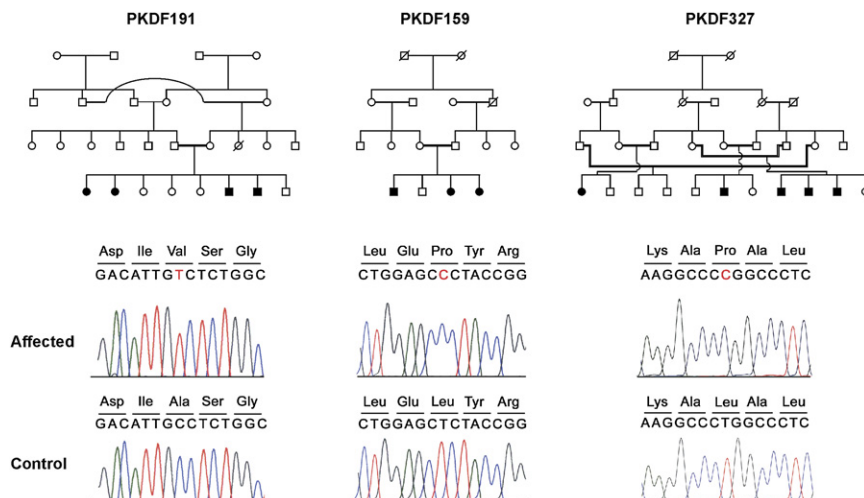 PKDF191 PKDF159 PKDF327
Asp Ile Val Ser Gly Leu Glu Pro Tyr Arg Lys Ala Pro Ala Leu
GACATTGTCTCTGGC CTGGAGCCCTACCGG AAGGCCCCGGCCCTC
Affected
Asp Ile Ala Ser Gly Leu Glu Leu Tyr Arg Lys Ala Leu Ala Leu
GACATTGCCTCTGGC CTGGAGCTCTACCGG AAGGCCCTGGCCCTC
Control